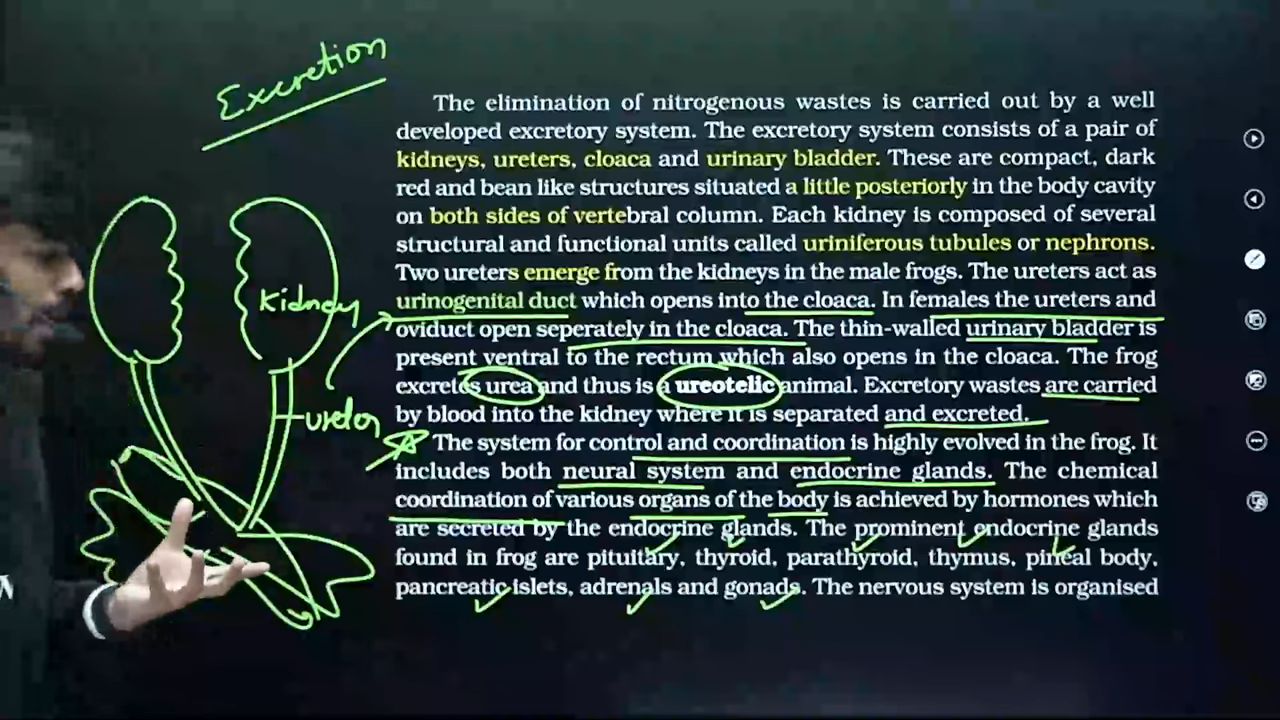 Excretion
The elimination of nitrogenous wastes is carried out by a well
developed excretory system. The excretory system consists of a pair of
kidneys, ureters, cloaca and urinary bladder. These are compact, dark
red and bean like structures situated a little posteriorly in the body cavity
on both sides of vertebral column. Each kidney is composed of several
structural and functional units called uriniferous tubules or nephrons.
Two ureters emerge from the kidneys in the male frogs. The ureters act as
urinogenital duct which opens into the cloaca. In females the ureters and
oviduct open seperately in the cloaca. The thin-walled urinary bladder is
present ventral to the rectum which also opens in the cloaca. The frog
excretes urea and thus is a ureotelic animal. Excretory wastes are carried
by blood into the kidney where it is separated and excreted.
The system for control and coordination is highly evolved in the frog. It
includes both neural system and endocrine glands. The chemical
coordination of various organs of the body is achieved by hormones which
are secreted by the endocrine glands. The prominent endocrine glands
found in frog are pituitary, thyroid, parathyroid, thymus, pineal body,
pancreatic islets, adrenals and gonads. The nervous system is organised
Kidney